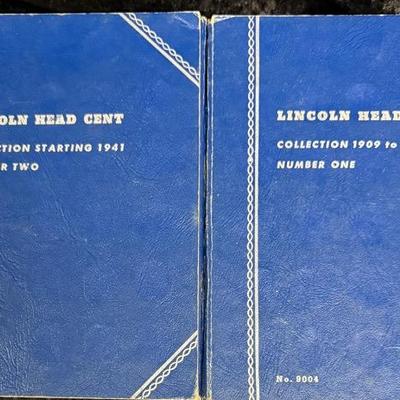 OLN HEAD CENT
CTION STARTING 1941
R TWO
LINCOLN HEAD
COLLECTION 1909 to
NUMBER ONE
No. 9004